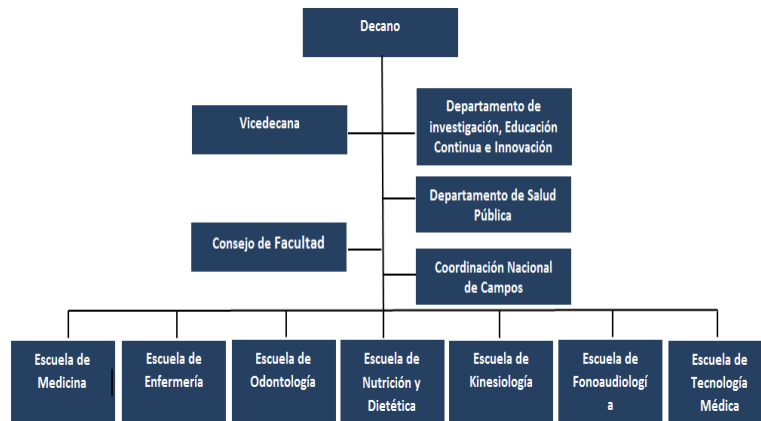 Decano
Vicedecana
Departamento de
investigación, Educación
Continua e Innovación
Departamento de Salud
Pública
Consejo de Facultad
Coordinación Nacional
de Campos
Escuela de
Medicina
Escuela de
Enfermería
Escuela de
Odontología
Escuela de
Nutrición y
Dietética
Escuela de
Kinesiología
Escuela de
Fonoaudiologí
a
Escuela de
Tecnología
Médica